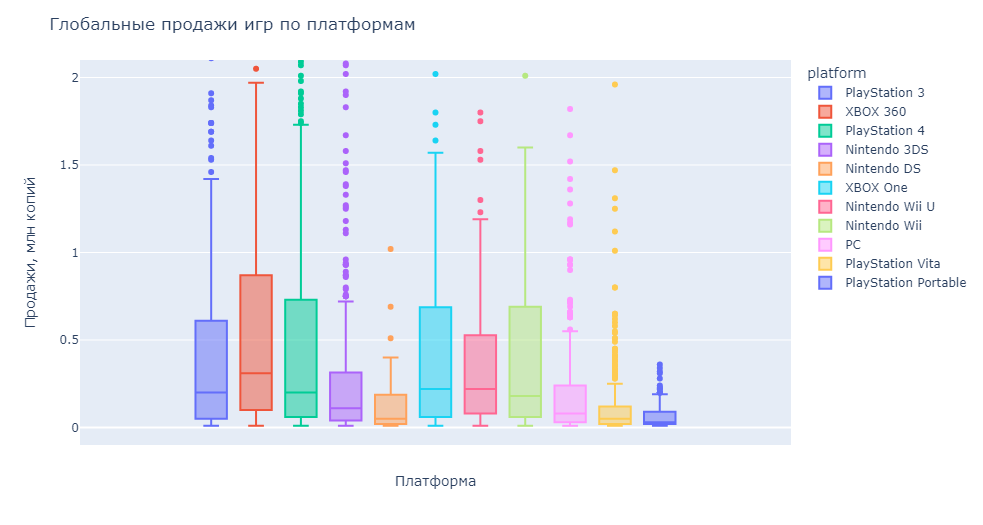 Глобальные продажи игр по платформам
platform
PlayStation 3
XBOX 360
PlayStation 4
Nintendo 3DS
Nintendo DS
XBOX One
Nintendo Wii U
Nintendo Wii
PC
PlayStation Vita
PlayStation Portable
Продажи, млн копий
2
1.5
1
0.5
0
Платформа